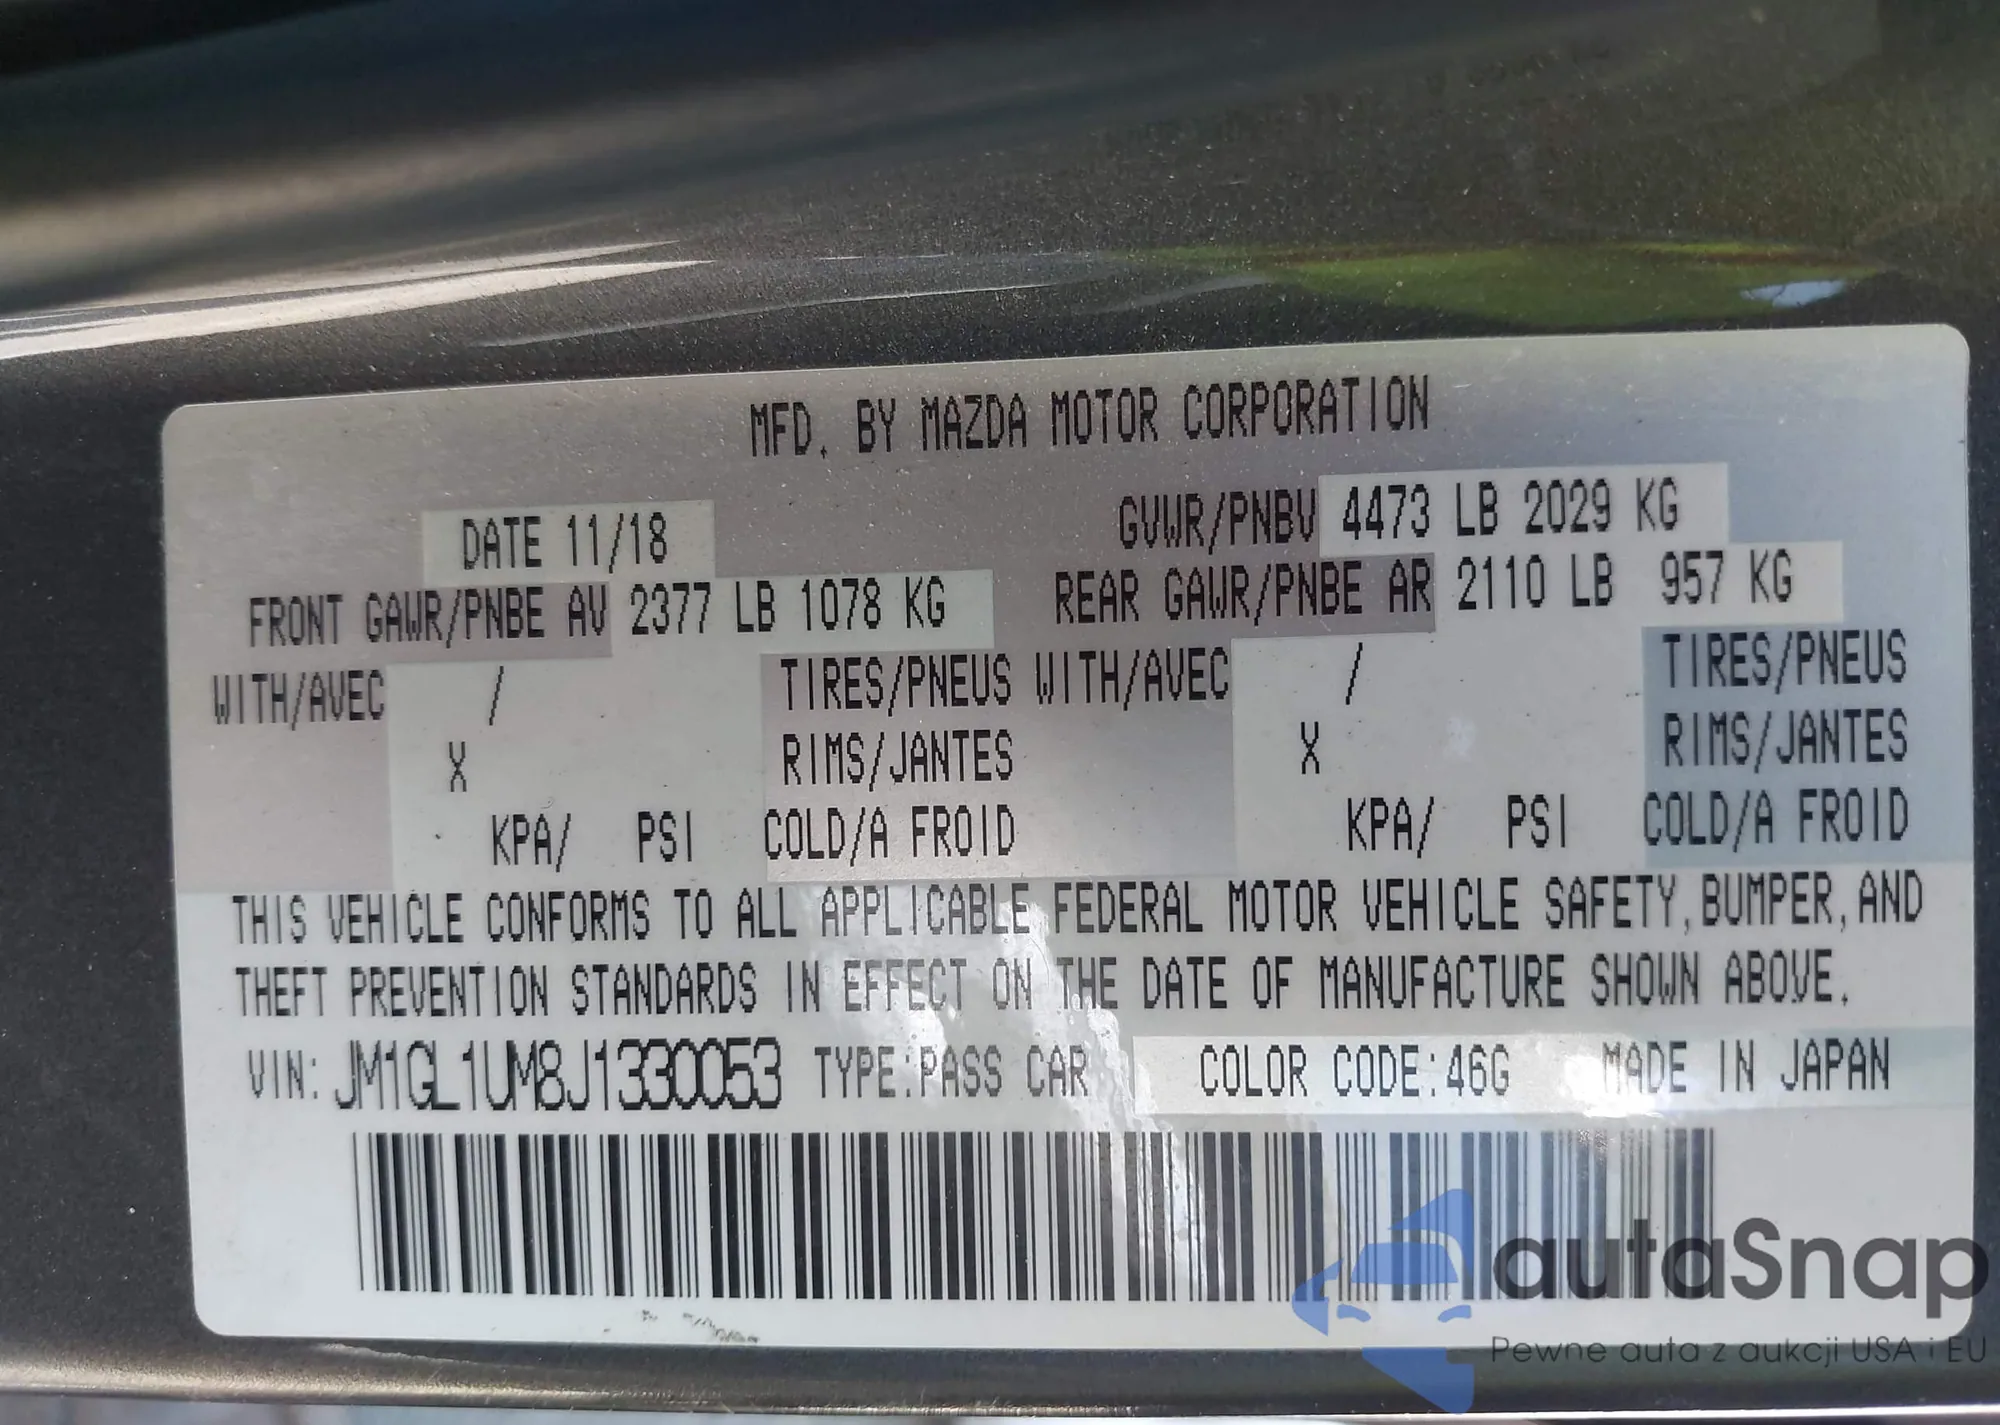 MFD. BY MAZDA MOTOR CORPORATION
DATE 11/18 GVWR/PNBV 4473 LB 2029 KG
FRONT GAWR/PNBE AV 2377 LB 1078 KG REAR GAWR/PNBE AR 2110 LB 957 KG
WITH/AVEC / TIRES/PNEUS WITH/AVEC / TIRES/PNEUS
X RIMS/JANTES X RIMS/JANTES
KPA/ PSI COLD/A FROID KPA/ PSI COLD/A FROID
THIS VEHICLE CONFORMS TO ALL APPLICABLE FEDERAL MOTOR VEHICLE SAFETY, BUMPER, AND
THEFT PREVENTION STANDARDS IN EFFECT ON THE DATE OF MANUFACTURE SHOWN ABOVE.
VIN: JM1GL1UM8J1330053 TYPE:PASS CAR COLOR CODE:46G MADE IN JAPAN
autaSnap
Pewne auta z aukcji USA i EU